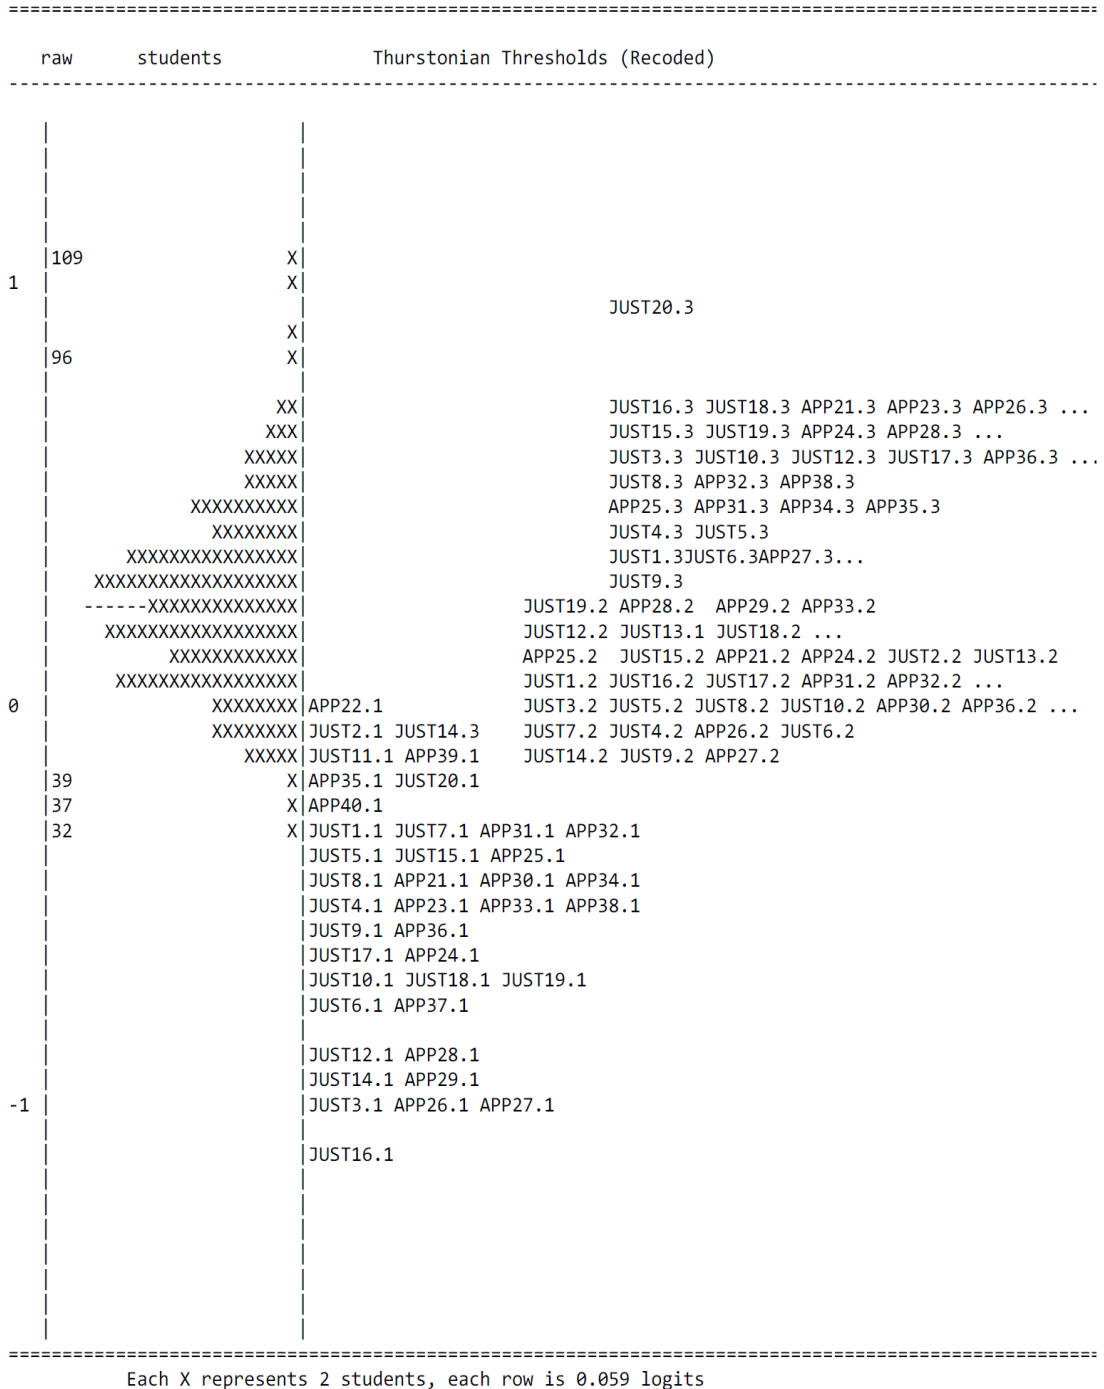 ====================================================================================================
raw students Thurstonian Thresholds (Recoded)
----------------------------------------------------------------------------------------------------
| |
| |
| |
| |
| |
|109 X|
1 | X|
| | JUST20.3
| X|
|96 X|
| |
| XX| JUST16.3 JUST18.3 APP21.3 APP23.3 APP26.3 ...
| XXX| JUST15.3 JUST19.3 APP24.3 APP28.3 ...
| XXXXX| JUST3.3 JUST10.3 JUST12.3 JUST17.3 APP36.3 ...
| XXXXX| JUST8.3 APP32.3 APP38.3
| XXXXXXXXXX| APP25.3 APP31.3 APP34.3 APP35.3
| XXXXXXXX| JUST4.3 JUST5.3
| XXXXXXXXXXXXXXXX| JUST1.3JUST6.3APP27.3...
| XXXXXXXXXXXXXXXXXXX| JUST9.3
| ------XXXXXXXXXXXXXX| JUST19.2 APP28.2 APP29.2 APP33.2
| XXXXXXXXXXXXXXXXXX| JUST12.2 JUST13.1 JUST18.2 ...
| XXXXXXXXXXXX| APP25.2 JUST15.2 APP21.2 APP24.2 JUST2.2 JUST13.2
| XXXXXXXXXXXXXXXXX| JUST1.2 JUST16.2 JUST17.2 APP31.2 APP32.2 ...
0 | XXXXXXXX|APP22.1 JUST3.2 JUST5.2 JUST8.2 JUST10.2 APP30.2 APP36.2 ...
| XXXXXXXX|JUST2.1 JUST14.3 JUST7.2 JUST4.2 APP26.2 JUST6.2
| XXXXX|JUST11.1 APP39.1 JUST14.2 JUST9.2 APP27.2
|39 X|APP35.1 JUST20.1
|37 X|APP40.1
|32 X|JUST1.1 JUST7.1 APP31.1 APP32.1
| |JUST5.1 JUST15.1 APP25.1
| |JUST8.1 APP21.1 APP30.1 APP34.1
| |JUST4.1 APP23.1 APP33.1 APP38.1
| |JUST9.1 APP36.1
| |JUST17.1 APP24.1
| |JUST10.1 JUST18.1 JUST19.1
| |JUST6.1 APP37.1
| |
| |JUST12.1 APP28.1
| |JUST14.1 APP29.1
-1 | |JUST3.1 APP26.1 APP27.1
| |
| |JUST16.1
| |
| |
| |
| |
| |
| |
| |
====================================================================================================
Each X represents 2 students, each row is 0.059 logits